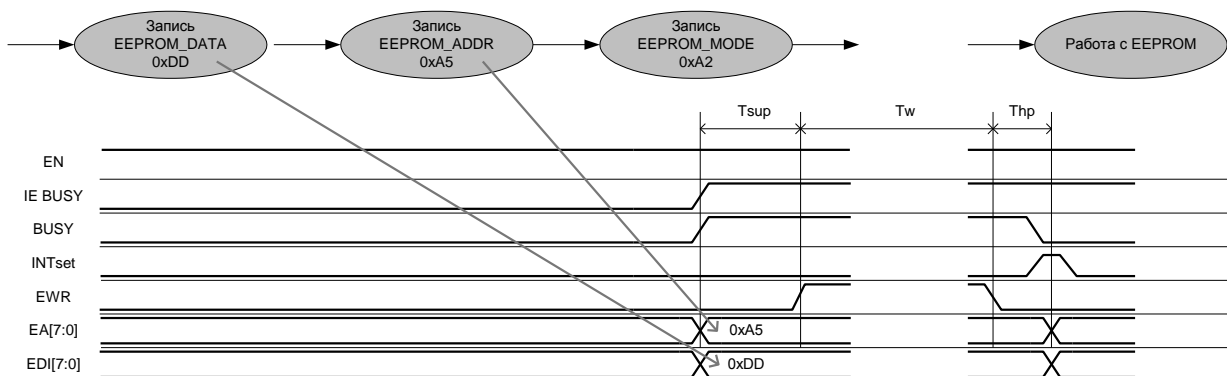 Запись
EEPROM_DATA
0xDD
Запись
EEPROM_ADDR
0xA5
Запись
EEPROM_MODE
0xA2
Работа с EEPROM
Tsup
Tw
Thp
EN
IE BUSY
BUSY
INTset
EWR
EA[7:0]
0xA5
EDI[7:0]
0xDD